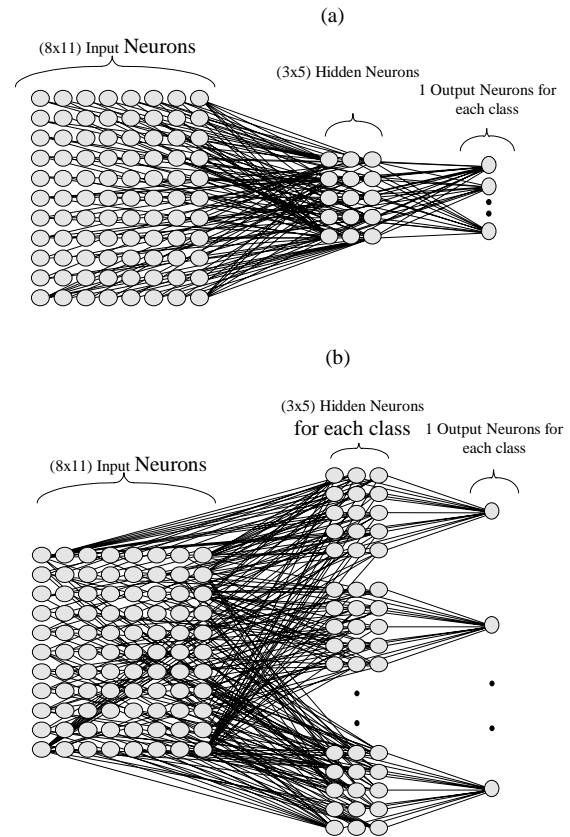 (a)
(8x11) Input Neurons
(3x5) Hidden Neurons
1 Output Neurons for
each class
(b)
(3x5) Hidden Neurons
for each class
1 Output Neurons for
each class
(8x11) Input Neurons